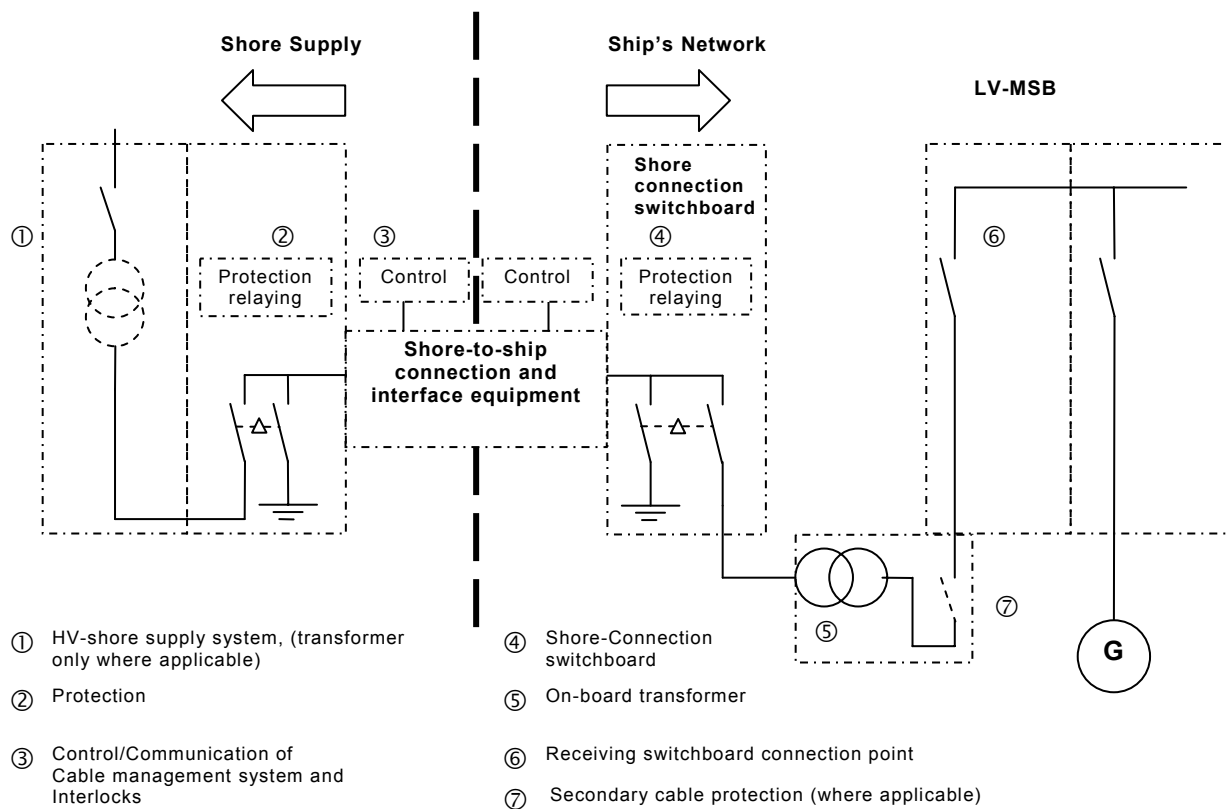 Shore Supply
Ship's Network
LV-MSB
Shore
connection
switchboard
①
②
③
④
⑥
Protection
relaying
Control
Control
Protection
relaying
Shore-to-ship
connection and
interface equipment
⑤
⑦
G
① HV-shore supply system, (transformer
only where applicable)
② Protection
③ Control/Communication of
Cable management system and
Interlocks
④ Shore-Connection
switchboard
⑤ On-board transformer
⑥ Receiving switchboard connection point
⑦ Secondary cable protection (where applicable)